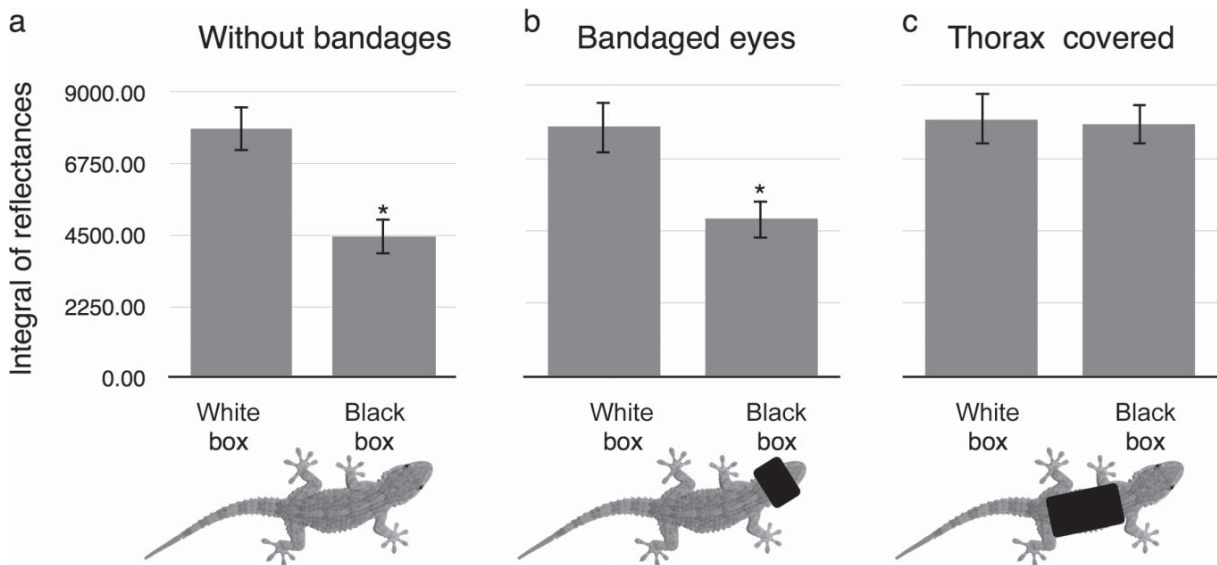 a
Without bandages
b
Bandaged eyes
c
Thorax covered
Integral of reflectances
9000.00
6750.00
4500.00
2250.00
0.00
*
*
White
box
Black
box
White
box
Black
box
White
box
Black
box